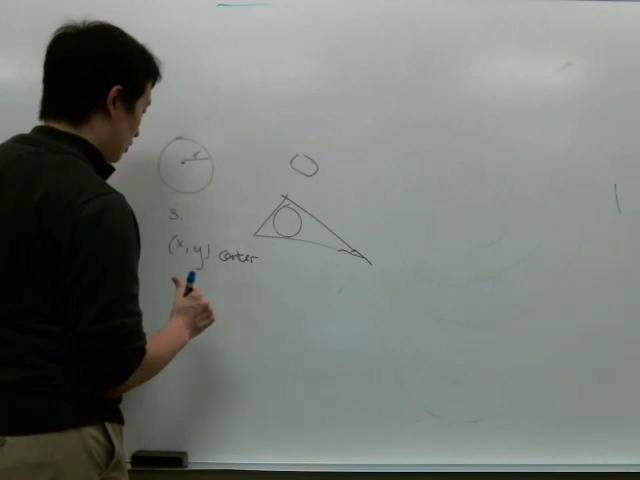 r
3.
(x, y) center